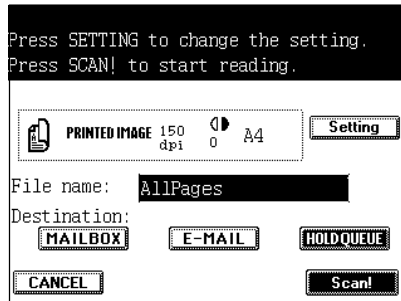 Press SETTING to change the setting.
Press SCAN! to start reading.
PRINTED IMAGE 150 dpi 0 A4 Setting
File name: AllPages
Destination:
MAILBOX E-MAIL HOLDQUEUE
CANCEL Scan!